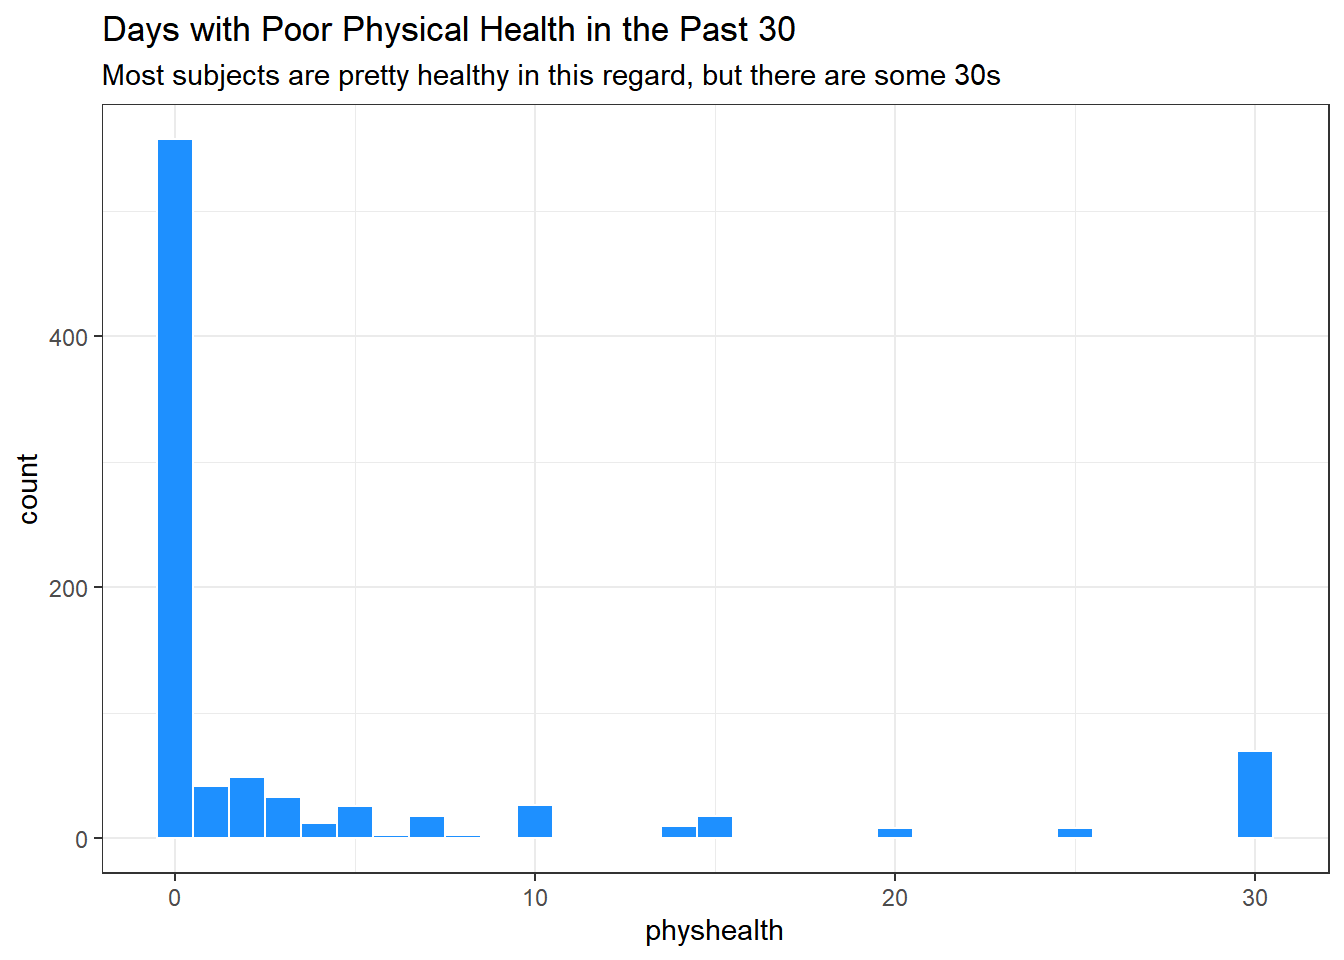 Days with Poor Physical Health in the Past 30
Most subjects are pretty healthy in this regard, but there are some 30s
400
200
0
count
0 10 20 30
physhealth